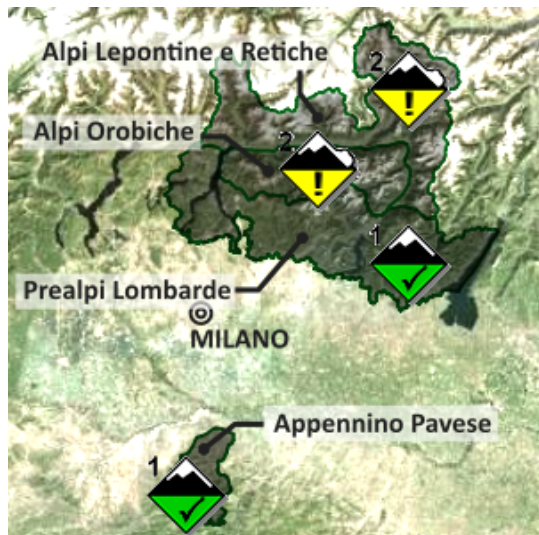 Alpi Lepontine e Retiche
2
!
Alpi Orobiche
2
!
1
Prealpi Lombarde
MILANO
Appennino Pavese
1